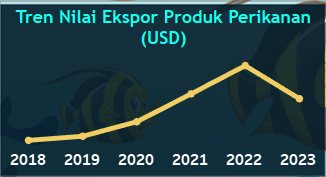 Tren Nilai Ekspor Produk Perikanan
(USD)
2018 2019 2020 2021 2022 2023